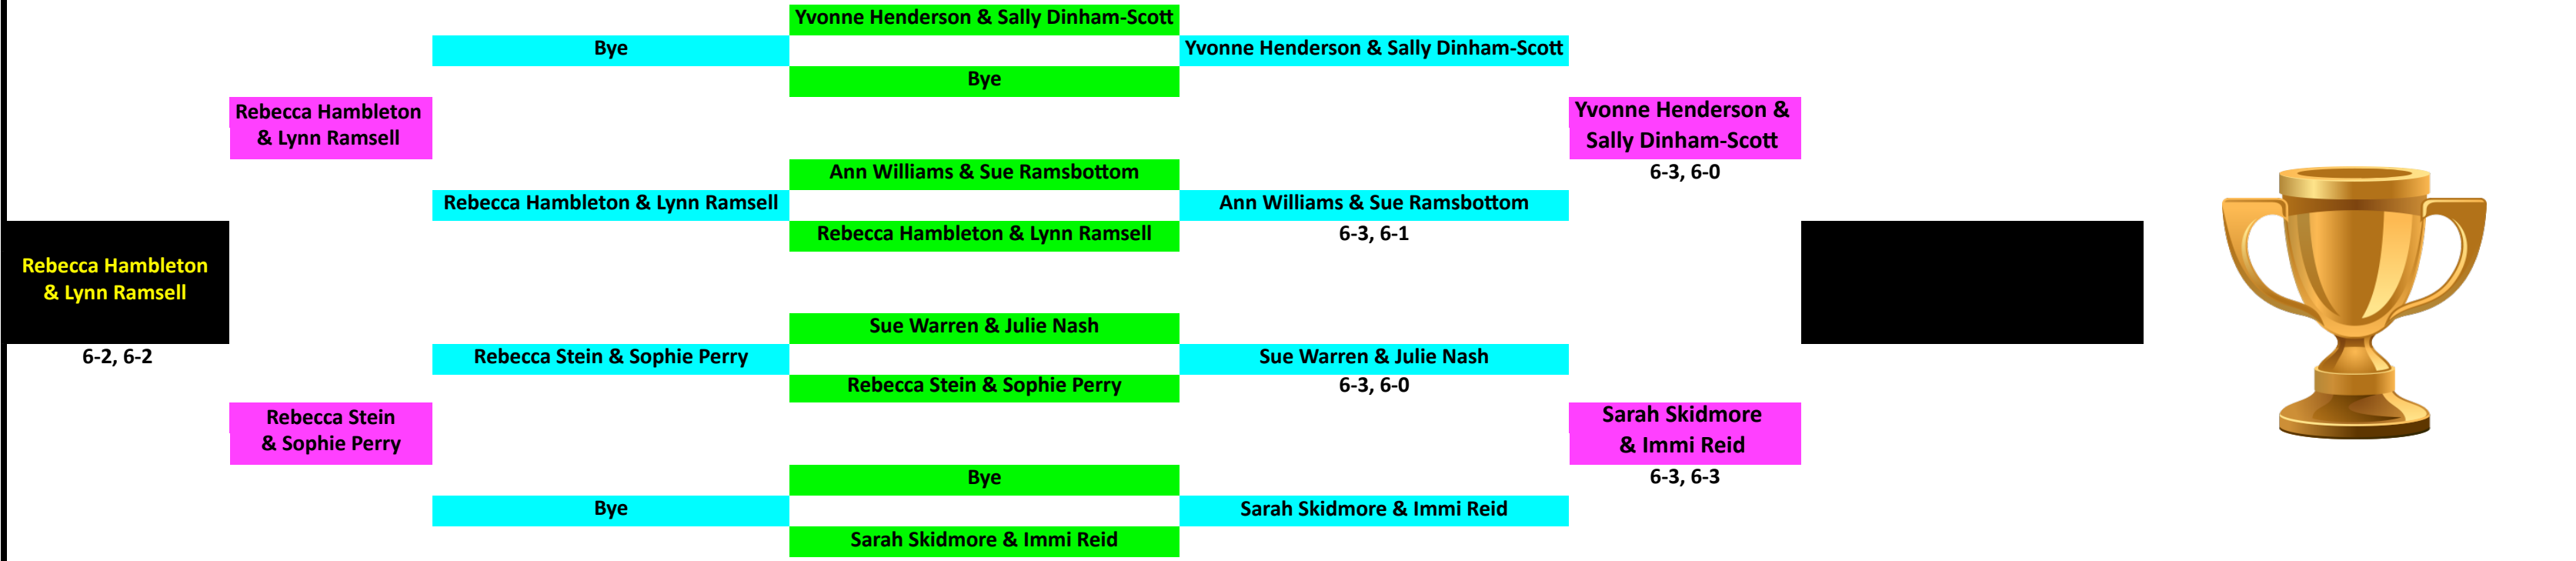 Yvonne Henderson & Sally Dinham-Scott
Bye
Yvonne Henderson & Sally Dinham-Scott
Bye
Rebecca Hambleton
& Lynn Ramsell
Yvonne Henderson &
Sally Dinham-Scott
Ann Williams & Sue Ramsbottom
6-3, 6-0
Rebecca Hambleton & Lynn Ramsell
Ann Williams & Sue Ramsbottom
Rebecca Hambleton & Lynn Ramsell
6-3, 6-1
Rebecca Hambleton
& Lynn Ramsell
Sue Warren & Julie Nash
6-2, 6-2
Rebecca Stein & Sophie Perry
Sue Warren & Julie Nash
Rebecca Stein & Sophie Perry
6-3, 6-0
Rebecca Stein
& Sophie Perry
Sarah Skidmore
& Immi Reid
Bye
6-3, 6-3
Bye
Sarah Skidmore & Immi Reid
Sarah Skidmore & Immi Reid